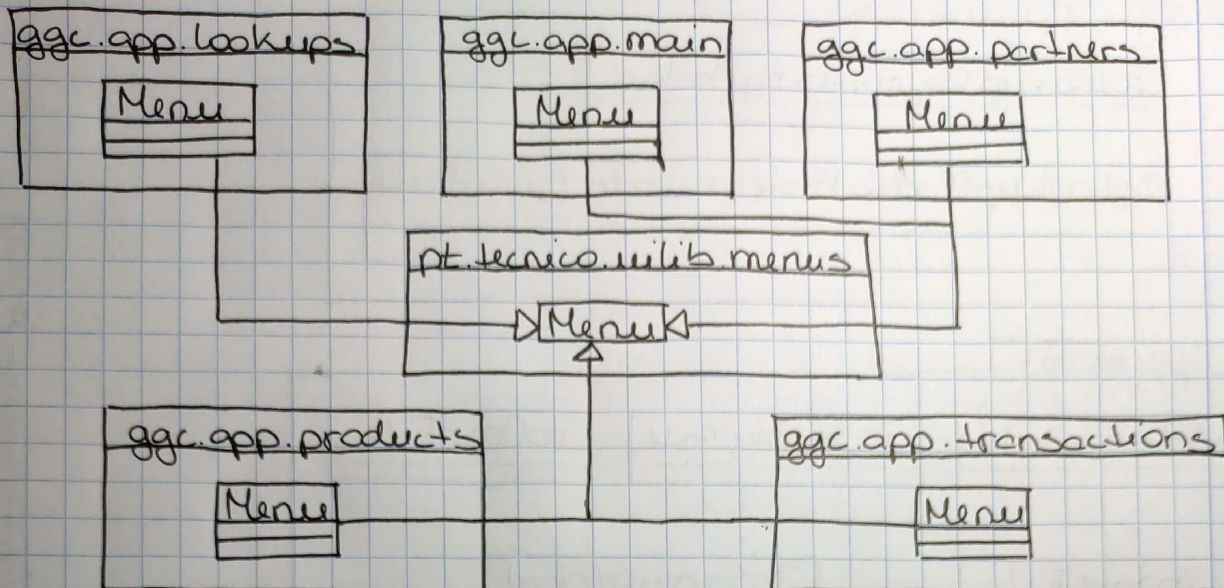 ggc.app.lookups
Menu
ggc.app.main
Menu
ggc.app.partners
Menu
pt.tecnico.uilib.menus
Menu
ggc.app.products
Menu
ggc.app.transactions
Menu